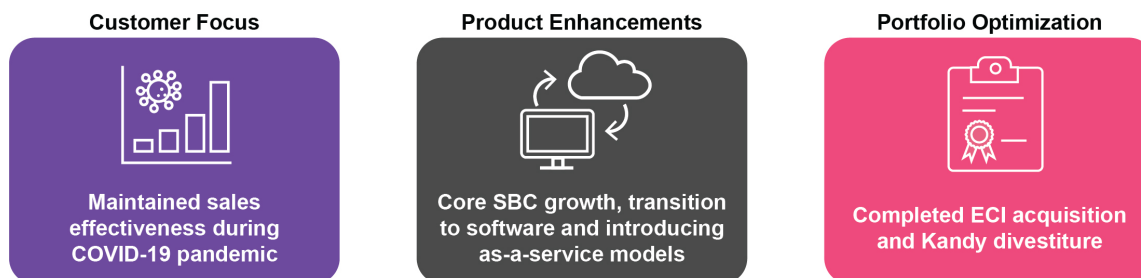 Customer Focus
Maintained sales
effectiveness during
COVID-19 pandemic
Product Enhancements
Core SBC growth, transition
to software and introducing
as-a-service models
Portfolio Optimization
Completed ECI acquisition
and Kandy divestiture